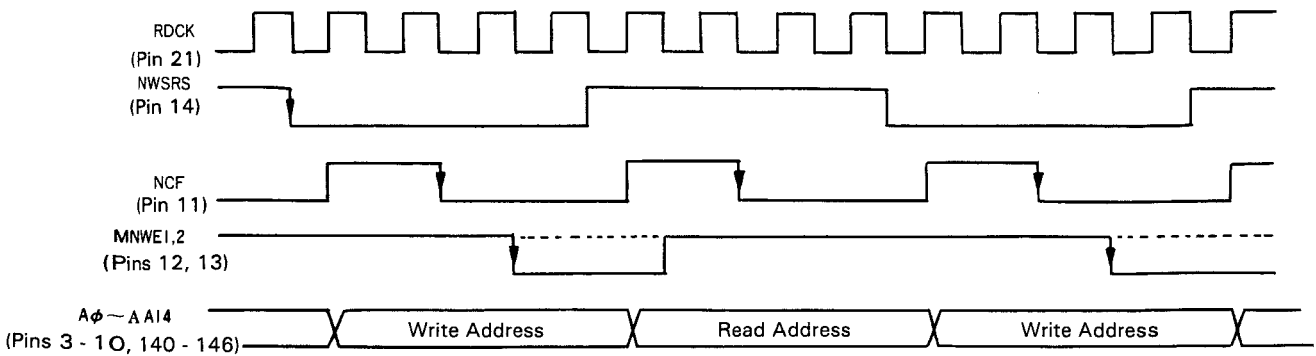 RDCK
(Pin 21)
NWSRS
(Pin 14)
NCF
(Pin 11)
MNWE1,2
(Pins 12, 13)
Aϕ~AA14
Write Address
Read Address
Write Address
(Pins 3 - 10, 140 - 146)